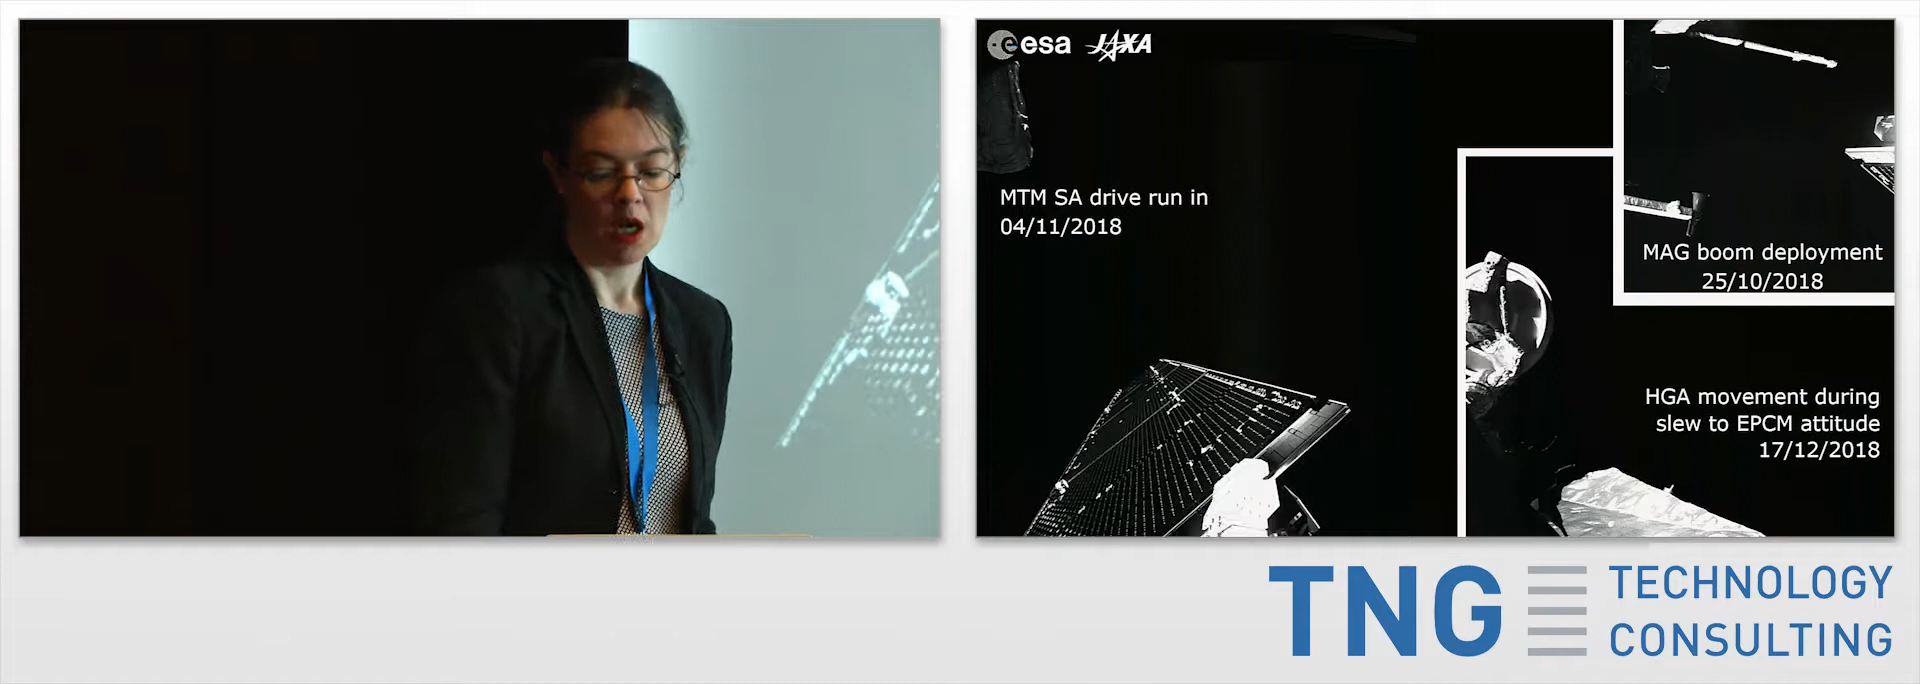 esa JAXA
MTM SA drive run in
04/11/2018
MAG boom deployment
25/10/2018
HGA movement during
slew to EPCM attitude
17/12/2018
TNG TECHNOLOGY
CONSULTING